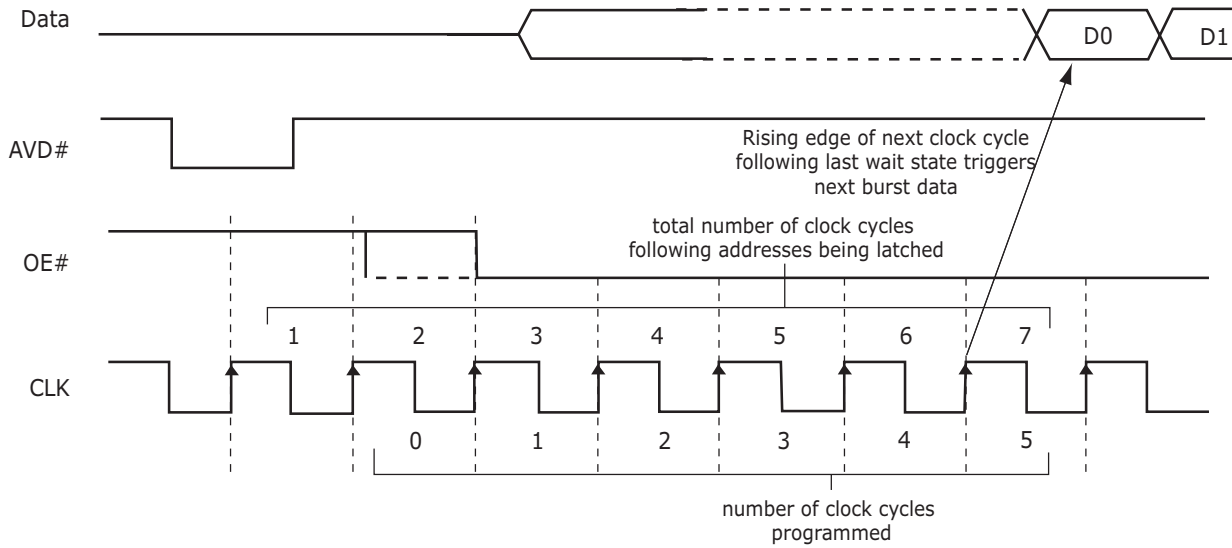 Data
D0
D1
AVD#
Rising edge of next clock cycle
following last wait state triggers
next burst data
total number of clock cycles
following addresses being latched
OE#
1 2 3 4 5 6 7
CLK
0 1 2 3 4 5
number of clock cycles
programmed